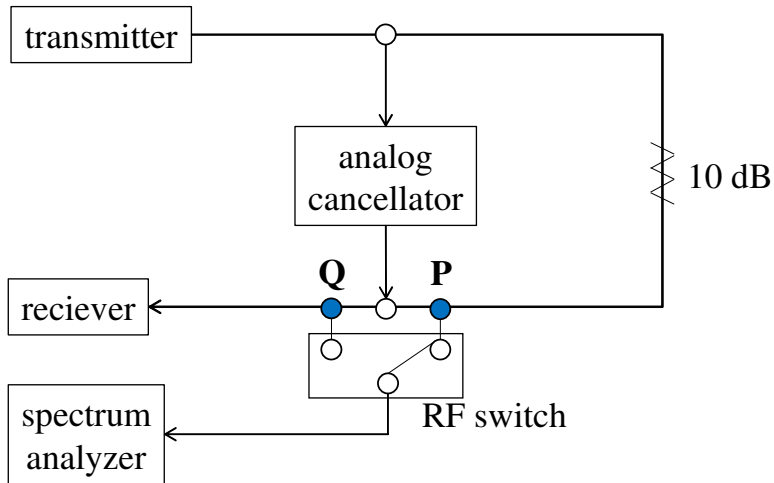 transmitter
analog
cancellator
10 dB
Q
P
reciever
RF switch
spectrum
analyzer